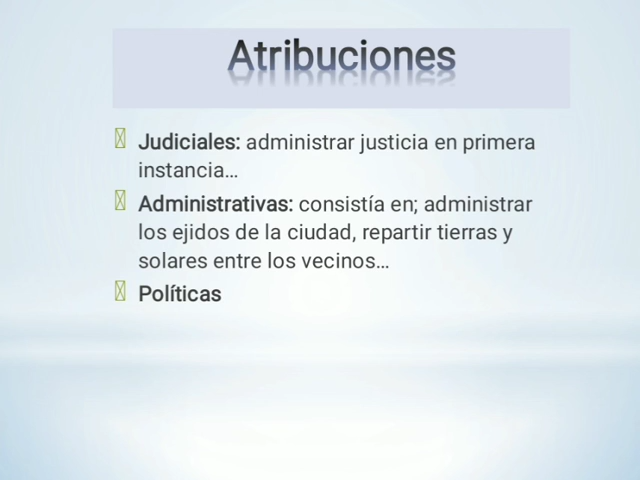 Atribuciones
Judiciales: administrar justicia en primera
instancia...
Administrativas: consistía en; administrar
los ejidos de la ciudad, repartir tierras y
solares entre los vecinos...
Políticas